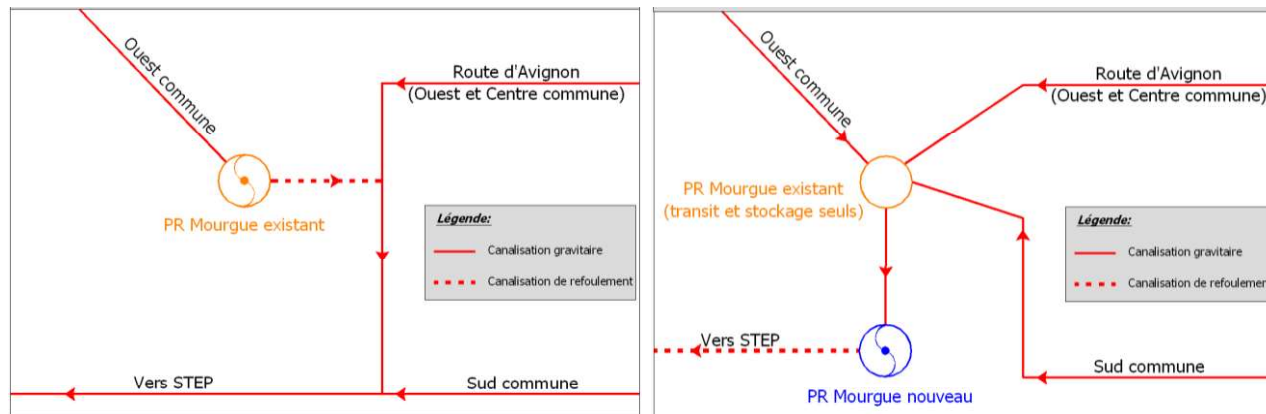 Ouest commune
Route d'Avignon
(Ouest et Centre commune)
PR Mourgue existant
Légende:
Canalisation gravitaire
Canalisation de refoulement
Vers STEP
Sud commune
Ouest commune
Route d'Avignon
(Ouest et Centre commune)
PR Mourgue existant
(transit et stockage seuls)
Légende:
Canalisation gravitaire
Canalisation de refoulement
Vers STEP
Sud commune
PR Mourgue nouveau